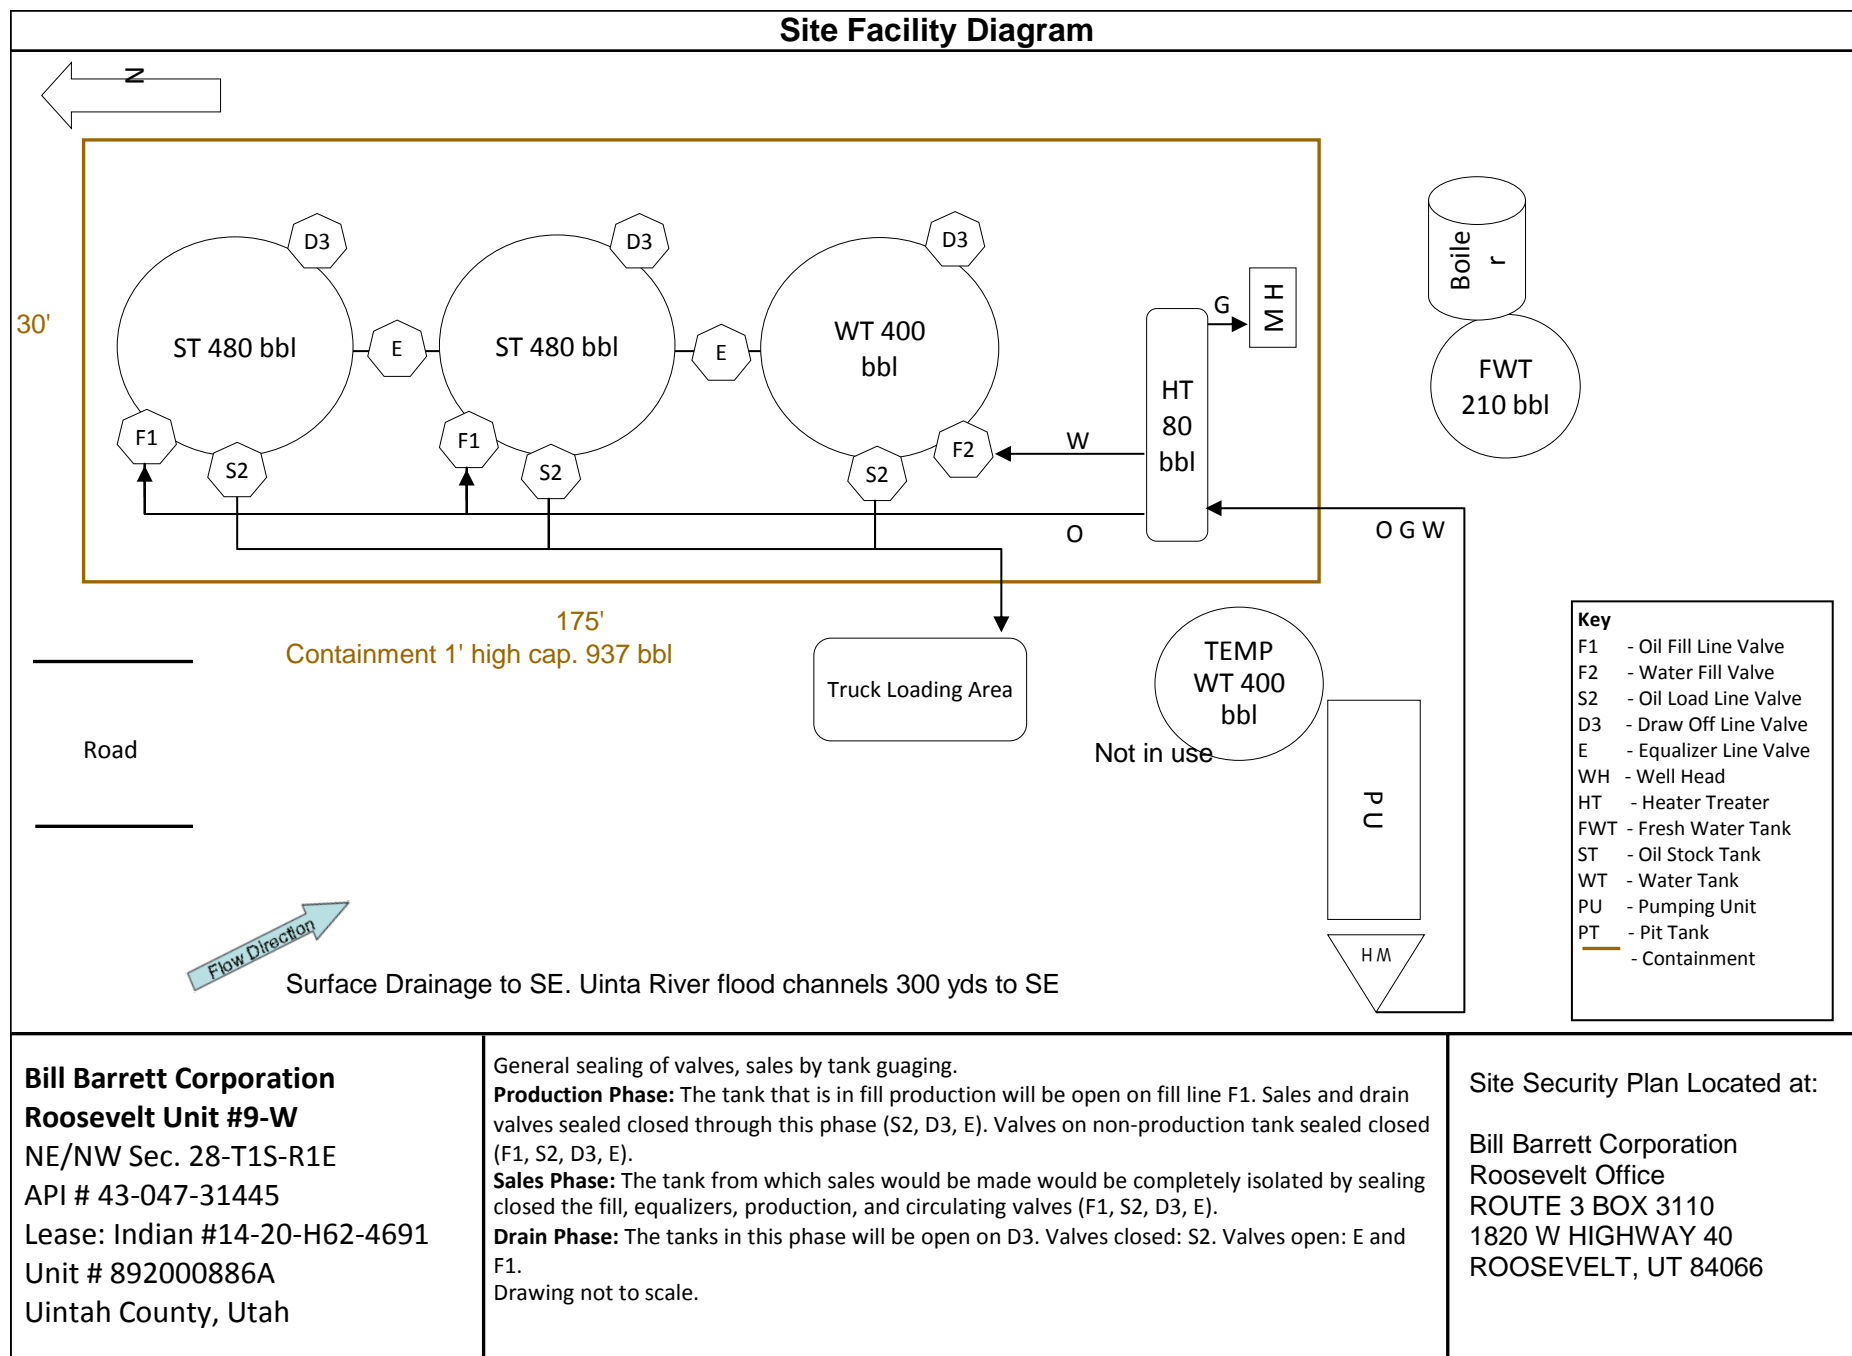 Site Facility Diagram
N
30'
D3
D3
D3
ST 480 bbl
E
ST 480 bbl
E
WT 400
bbl
F1
S2
F1
S2
S2
F2
W
O
HT
80
bbl
G
M H
Boile
r
FWT
210 bbl
O G W
175'
Containment 1' high cap. 937 bbl
Truck Loading Area
TEMP
WT 400
bbl
Not in use
Road
P U
W H
Flow Direction
Surface Drainage to SE. Uinta River flood channels 300 yds to SE
Key
F1 - Oil Fill Line Valve
F2 - Water Fill Valve
S2 - Oil Load Line Valve
D3 - Draw Off Line Valve
E - Equalizer Line Valve
WH - Well Head
HT - Heater Treater
FWT - Fresh Water Tank
ST - Oil Stock Tank
WT - Water Tank
PU - Pumping Unit
PT - Pit Tank
- Containment
Bill Barrett Corporation
Roosevelt Unit #9-W
NE/NW Sec. 28-T1S-R1E
API # 43-047-31445
Lease: Indian #14-20-H62-4691
Unit # 892000886A
Uintah County, Utah
General sealing of valves, sales by tank guaging.
Production Phase: The tank that is in fill production will be open on fill line F1. Sales and drain
valves sealed closed through this phase (S2, D3, E). Valves on non-production tank sealed closed
(F1, S2, D3, E).
Sales Phase: The tank from which sales would be made would be completely isolated by sealing
closed the fill, equalizers, production, and circulating valves (F1, S2, D3, E).
Drain Phase: The tanks in this phase will be open on D3. Valves closed: S2. Valves open: E and
F1.
Drawing not to scale.
Site Security Plan Located at:
Bill Barrett Corporation
Roosevelt Office
ROUTE 3 BOX 3110
1820 W HIGHWAY 40
ROOSEVELT, UT 84066